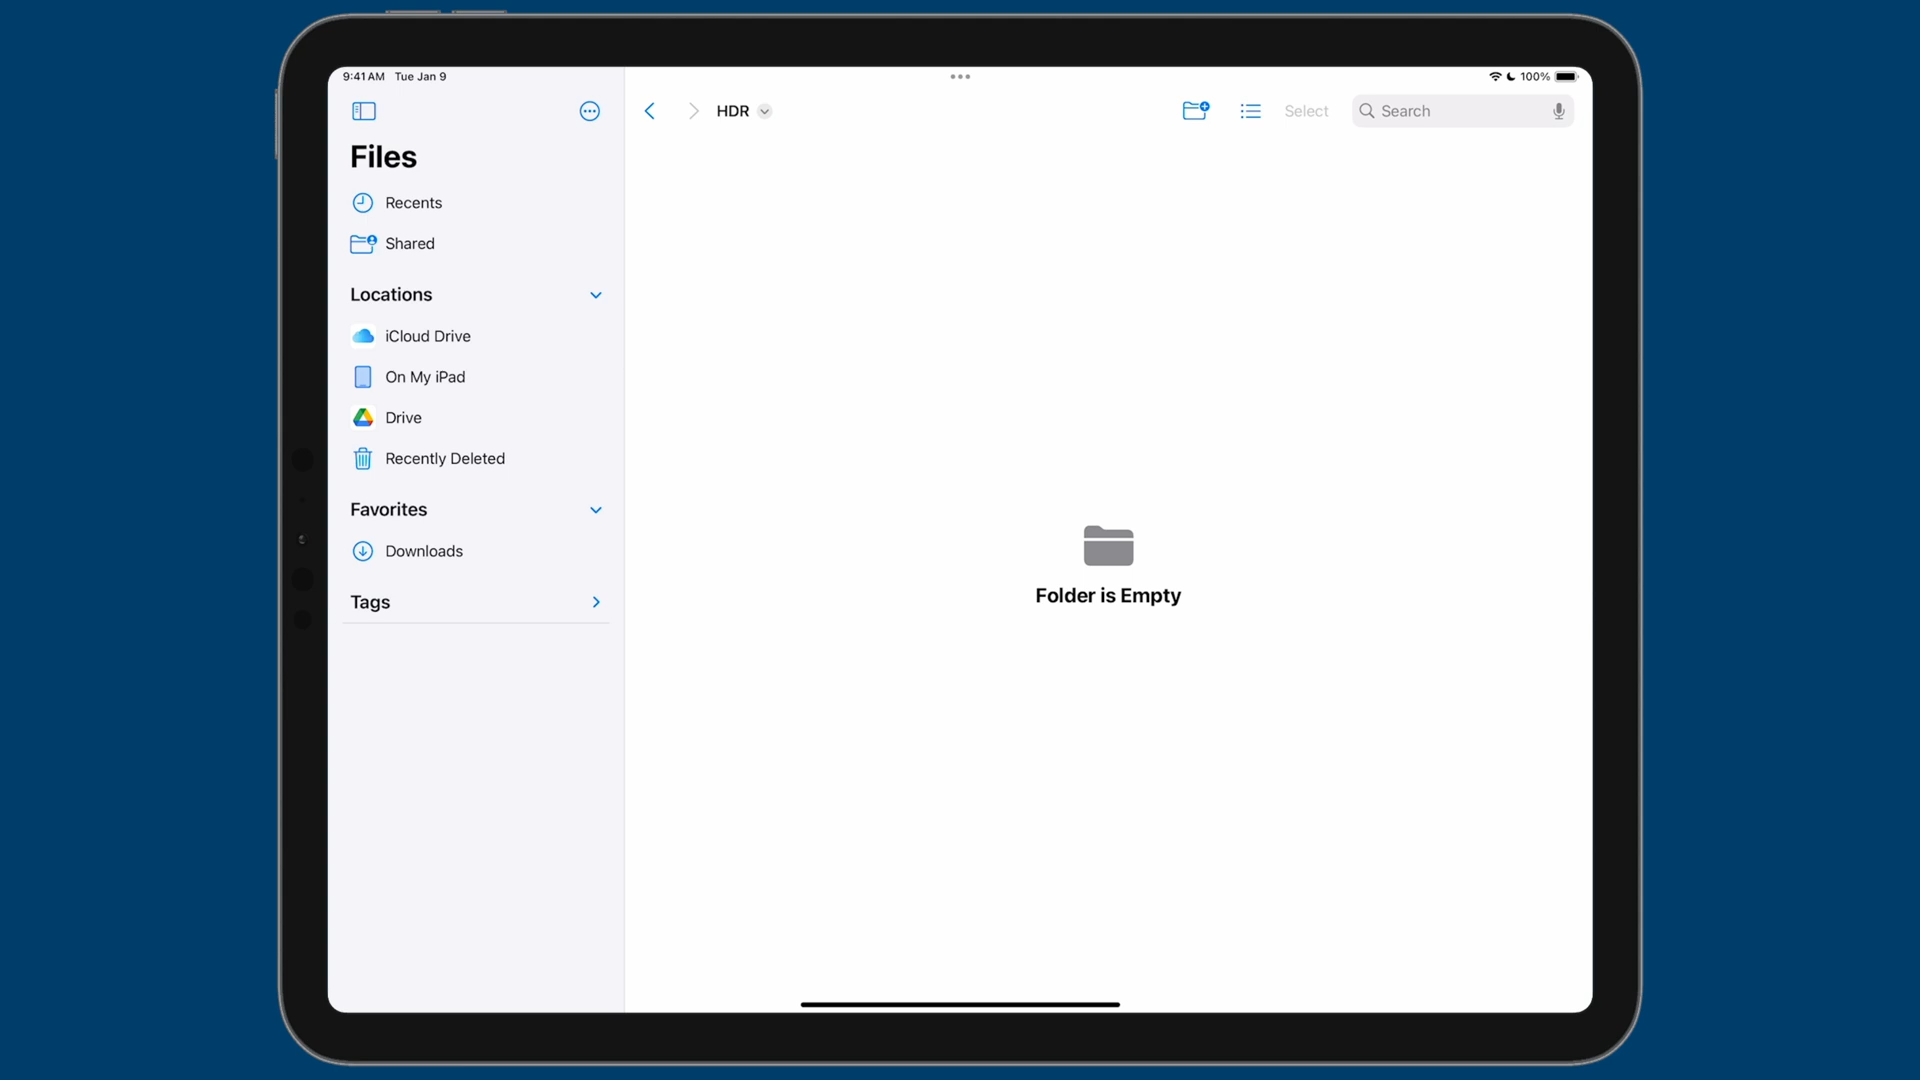 9:41 AM Tue Jan 9
100%
Files
Recents
Shared
Locations
iCloud Drive
On My iPad
Drive
Recently Deleted
Favorites
Downloads
Tags
HDR
Select
Search
Folder is Empty